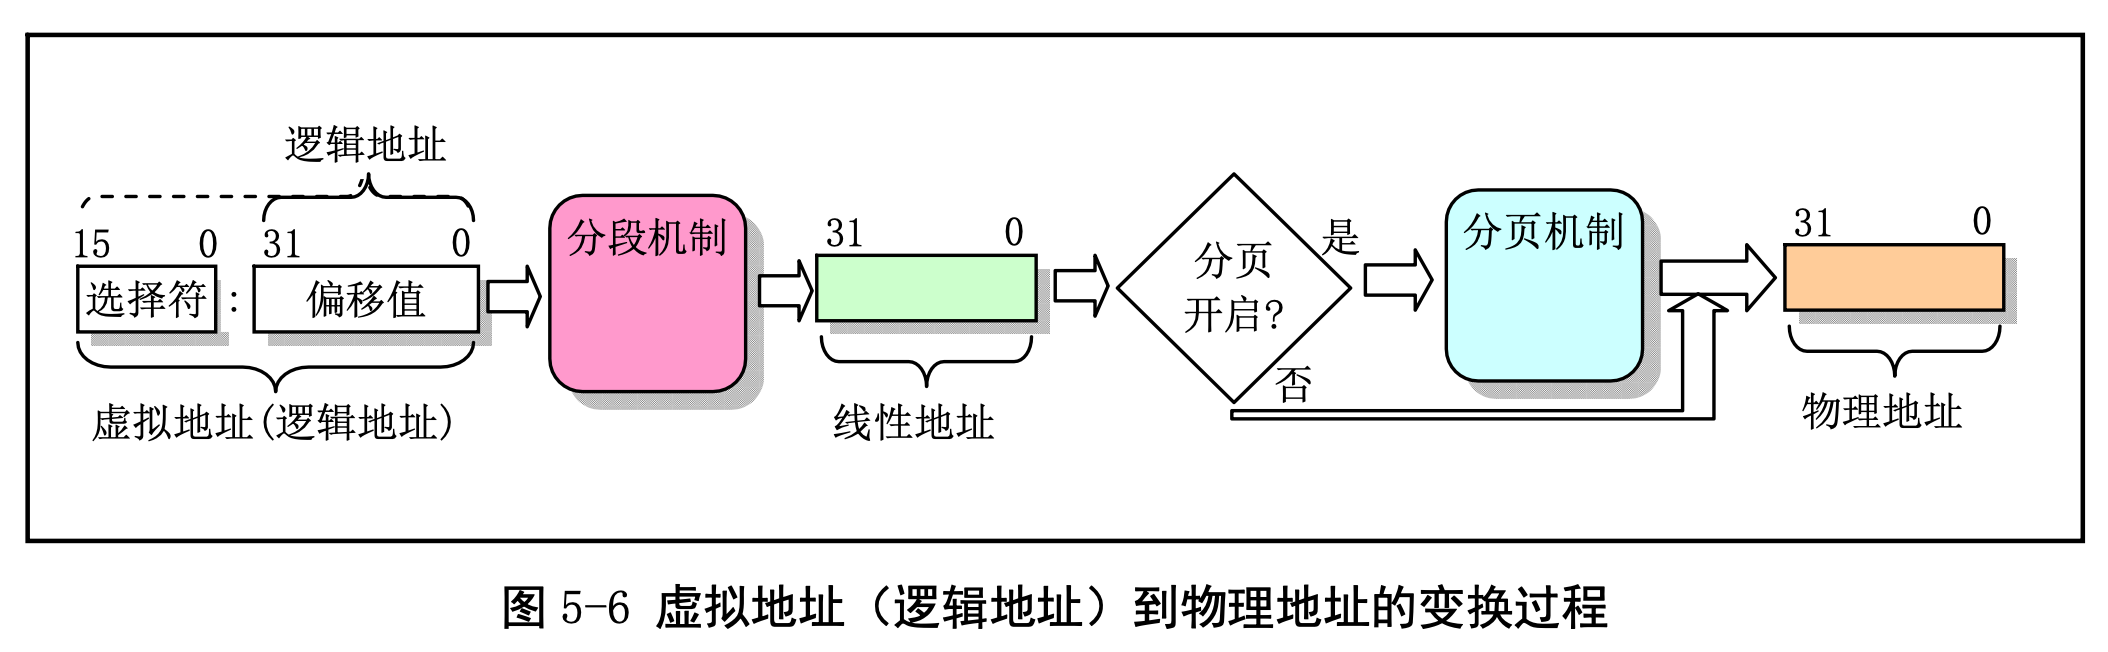 逻辑地址
15 0 31 0
选择符 : 偏移值
虚拟地址(逻辑地址)
分段机制
31 0
线性地址
分页
开启?
是
否
分页机制
31 0
物理地址
图 5-6 虚拟地址（逻辑地址）到物理地址的变换过程